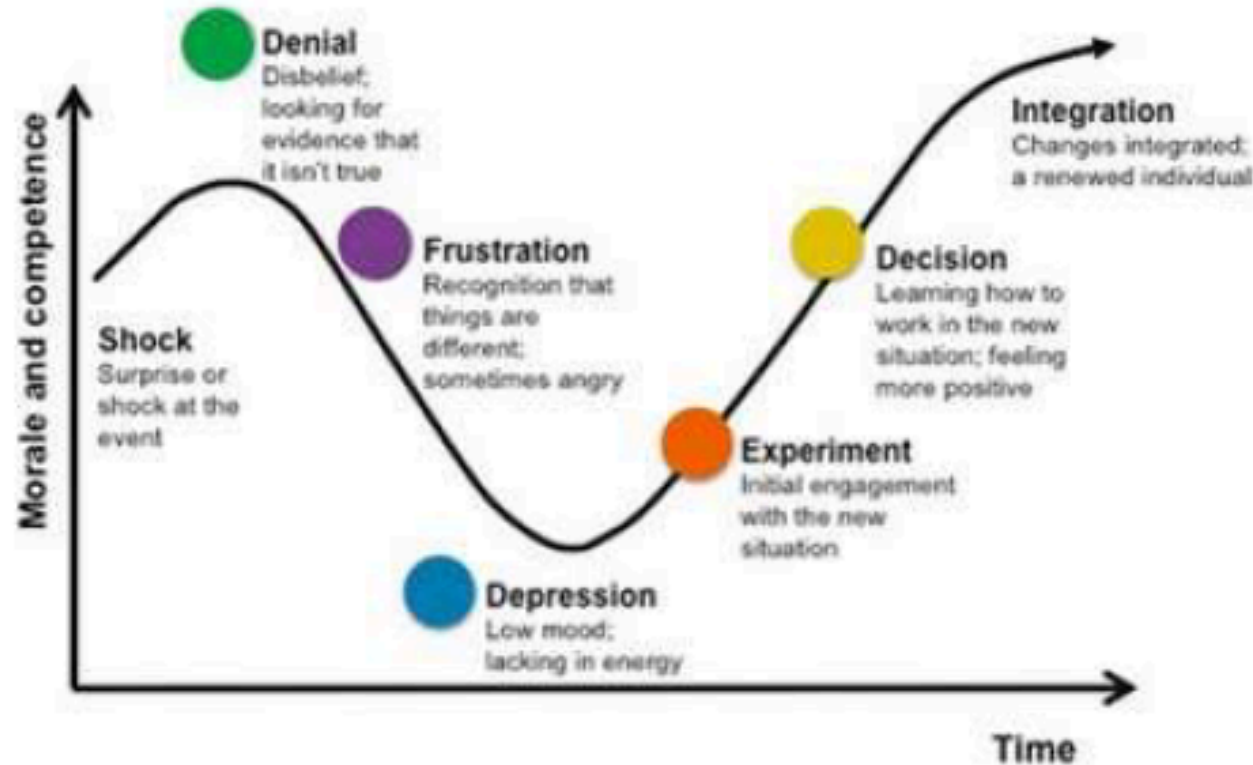 Denial
Disbelief;
looking for
evidence that
it isn't true
Morale and competence
Shock
Surprise or
shock at the
event
Frustration
Recognition that
things are
different;
sometimes angry
Depression
Low mood;
lacking in energy
Experiment
Initial engagement
with the new
situation
Decision
Learning how to
work in the new
situation; feeling
more positive
Integration
Changes integrated;
a renewed individual
Time